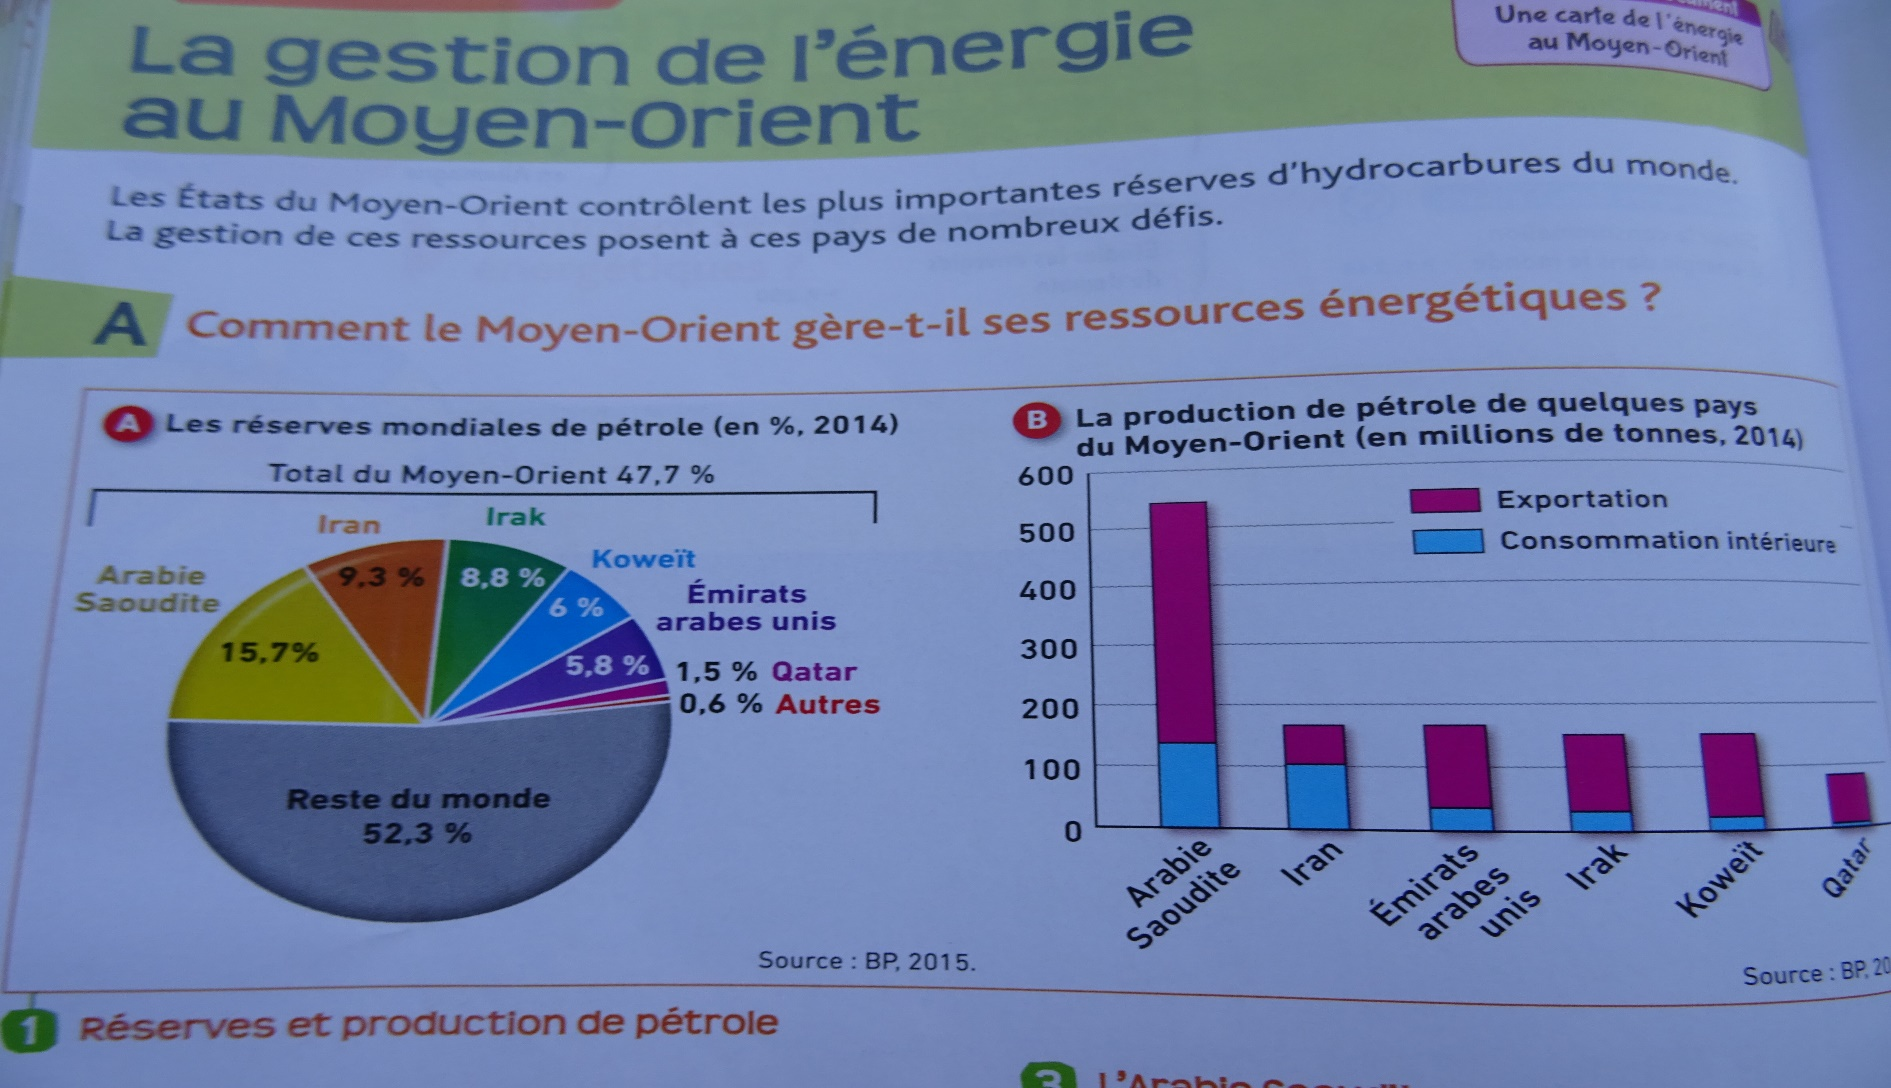 La gestion de l'énergie
au Moyen-Orient
Une carte de l'énergie
au Moyen-Orient
Les États du Moyen-Orient contrôlent les plus importantes réserves d'hydrocarbures du monde.
La gestion de ces ressources posent à ces pays de nombreux défis.
A Comment le Moyen-Orient gère-t-il ses ressources énergétiques ?
A Les réserves mondiales de pétrole (en %, 2014)
Total du Moyen-Orient 47,7 %
Iran
Irak
Koweït
Arabie
Saoudite
Émirats
arabes unis
9,3 %
8,8 %
6 %
15,7%
5,8 %
1,5 % Qatar
0,6 % Autres
Reste du monde
52,3 %
Source : BP, 2015.
B La production de pétrole de quelques pays
du Moyen-Orient (en millions de tonnes, 2014)
600
500
400
300
200
100
0
Exportation
Consommation intérieure
Arabie
Saoudite
Iran
Émirats
arabes
unis
Irak
Koweït
Qatar
Source : BP, 20
1 Réserves et production de pétrole
3 L'Arabie